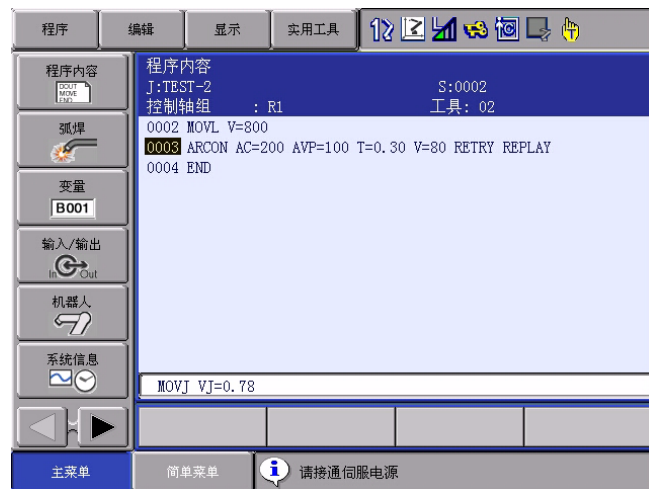 程序 编辑 显示 实用工具
程序内容
DOUT
MOVE
END
弧焊
变量
B001
输入/输出
In Out
机器人
系统信息
程序内容
J:TEST-2 S:0002
控制轴组 : R1 工具: 02
0002 MOVL V=800
0003 ARCON AC=200 AVP=100 T=0.30 V=80 RETRY REPLAY
0004 END
MOVJ VJ=0.78
主菜单 简单菜单 请接通伺服电源